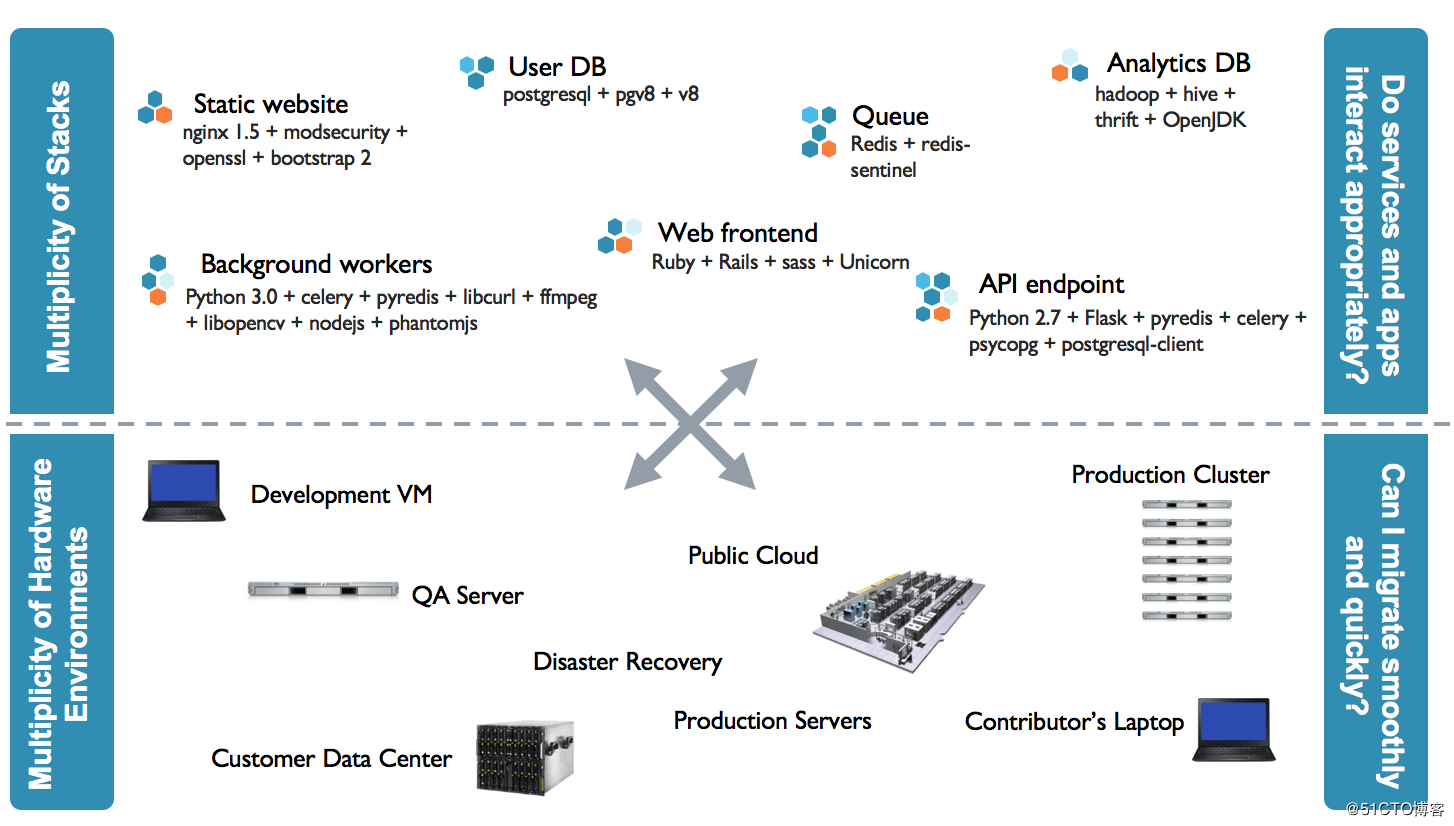 Multiplicity of Stacks
Static website
nginx 1.5 + modsecurity +
openssl + bootstrap 2
User DB
postgresql + pgv8 + v8
Queue
Redis + redis-
sentinel
Analytics DB
hadoop + hive +
thrift + OpenJDK
Background workers
Python 3.0 + celery + pyredis + libcurl + ffmpeg
+ libopencv + nodejs + phantomjs
Web frontend
Ruby + Rails + sass + Unicorn
API endpoint
Python 2.7 + Flask + pyredis + celery +
psycopg + postgresql-client
Do services and apps
interact appropriately?
Multiplicity of Hardware
Environments
Development VM
QA Server
Public Cloud
Production Cluster
Disaster Recovery
Production Servers
Contributor’s Laptop
Customer Data Center
Can I migrate smoothly
and quickly?
@51CTO博客